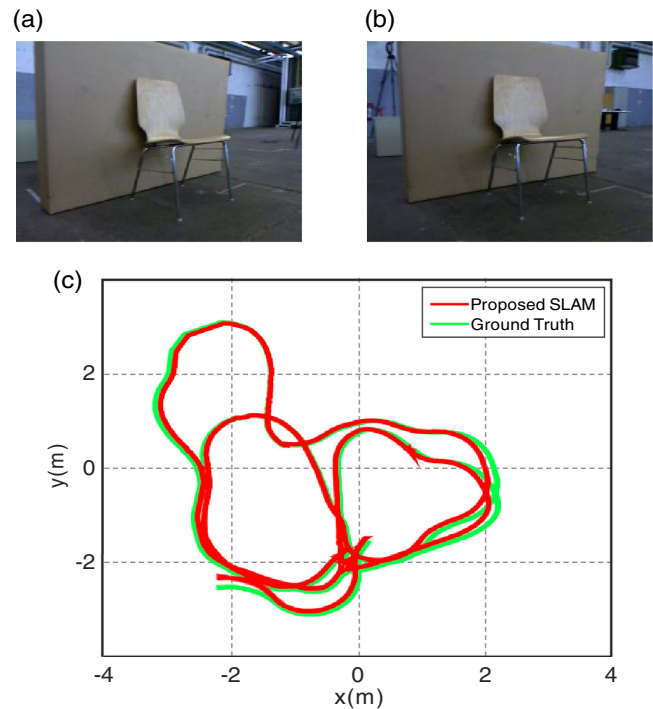 (a) (b)
(c)
Proposed SLAM
Ground Truth
2
0
-2
-4 -2 0 2 4
y(m)
x(m)